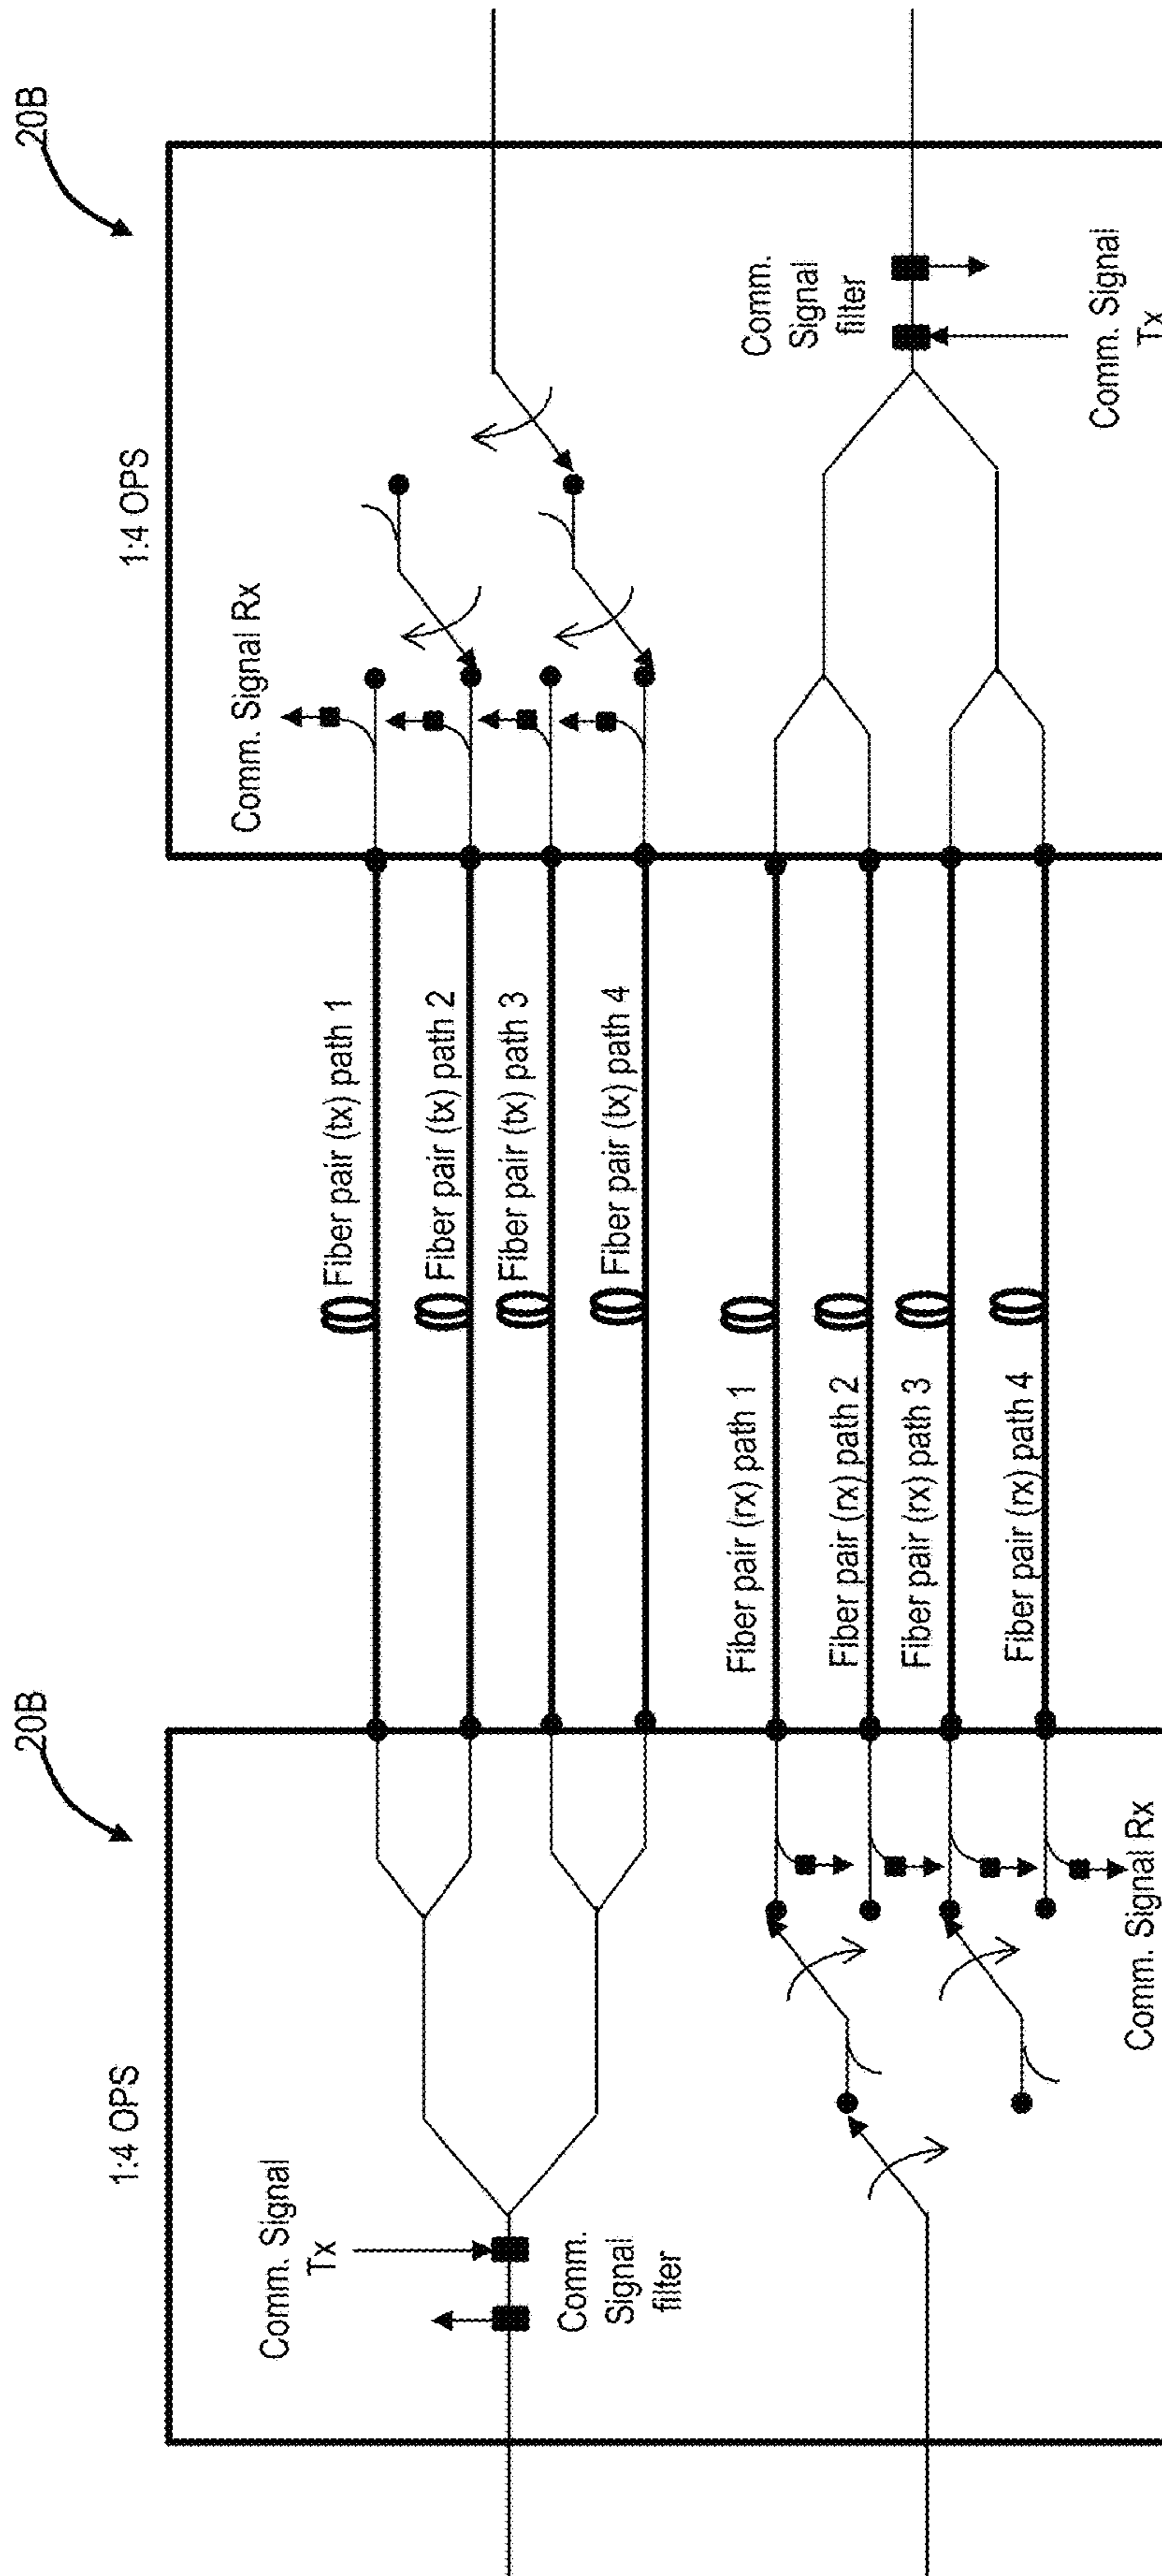 20B
20B
1:4 OPS
1:4 OPS
Comm. Signal
Tx
Comm.
Signal
filter
Comm. Signal Rx
Fiber pair (tx) path 1
Fiber pair (tx) path 2
Fiber pair (tx) path 3
Fiber pair (tx) path 4
Fiber pair (rx) path 1
Fiber pair (rx) path 2
Fiber pair (rx) path 3
Fiber pair (rx) path 4
Comm.
Signal
filter
Comm. Signal Rx
Comm. Signal
Tx